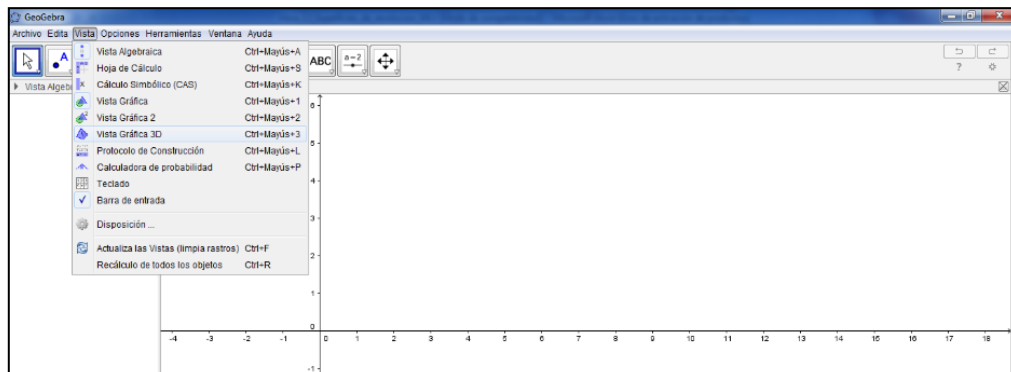 GeoGebra
Archivo Edita Vista Opciones Herramientas Ventana Ayuda
A ABC a=2
?
Vista Algeb
Vista Algebraica Ctrl+Mayús+A
Hoja de Cálculo Ctrl+Mayús+S
Cálculo Simbólico (CAS) Ctrl+Mayús+K
Vista Gráfica Ctrl+Mayús+1
Vista Gráfica 2 Ctrl+Mayús+2
Vista Gráfica 3D Ctrl+Mayús+3
Protocolo de Construcción Ctrl+Mayús+L
Calculadora de probabilidad Ctrl+Mayús+P
Teclado
Barra de entrada
Disposición ...
Actualiza las Vistas (limpia rastros) Ctrl+F
Recálculo de todos los objetos Ctrl+R
6
5
4
3
2
1
0
-4 -3 -2 -1 0 1 2 3 4 5 6 7 8 9 10 11 12 13 14 15 16 17 18
-1